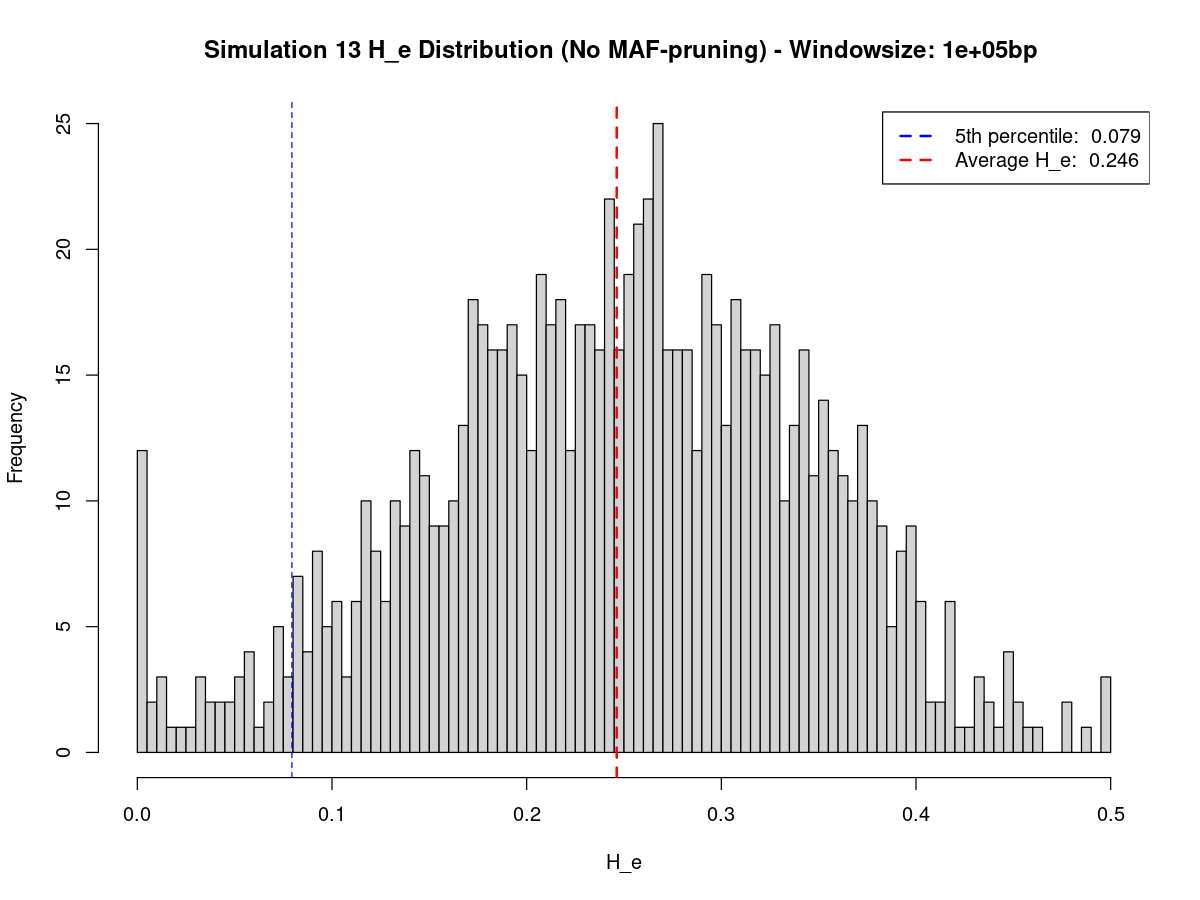 Simulation 13 H_e Distribution (No MAF-pruning) - Windowsize: 1e+05bp
5th percentile: 0.079
Average H_e: 0.246
Frequency
25
20
15
10
5
0
0.0 0.1 0.2 0.3 0.4 0.5
H_e